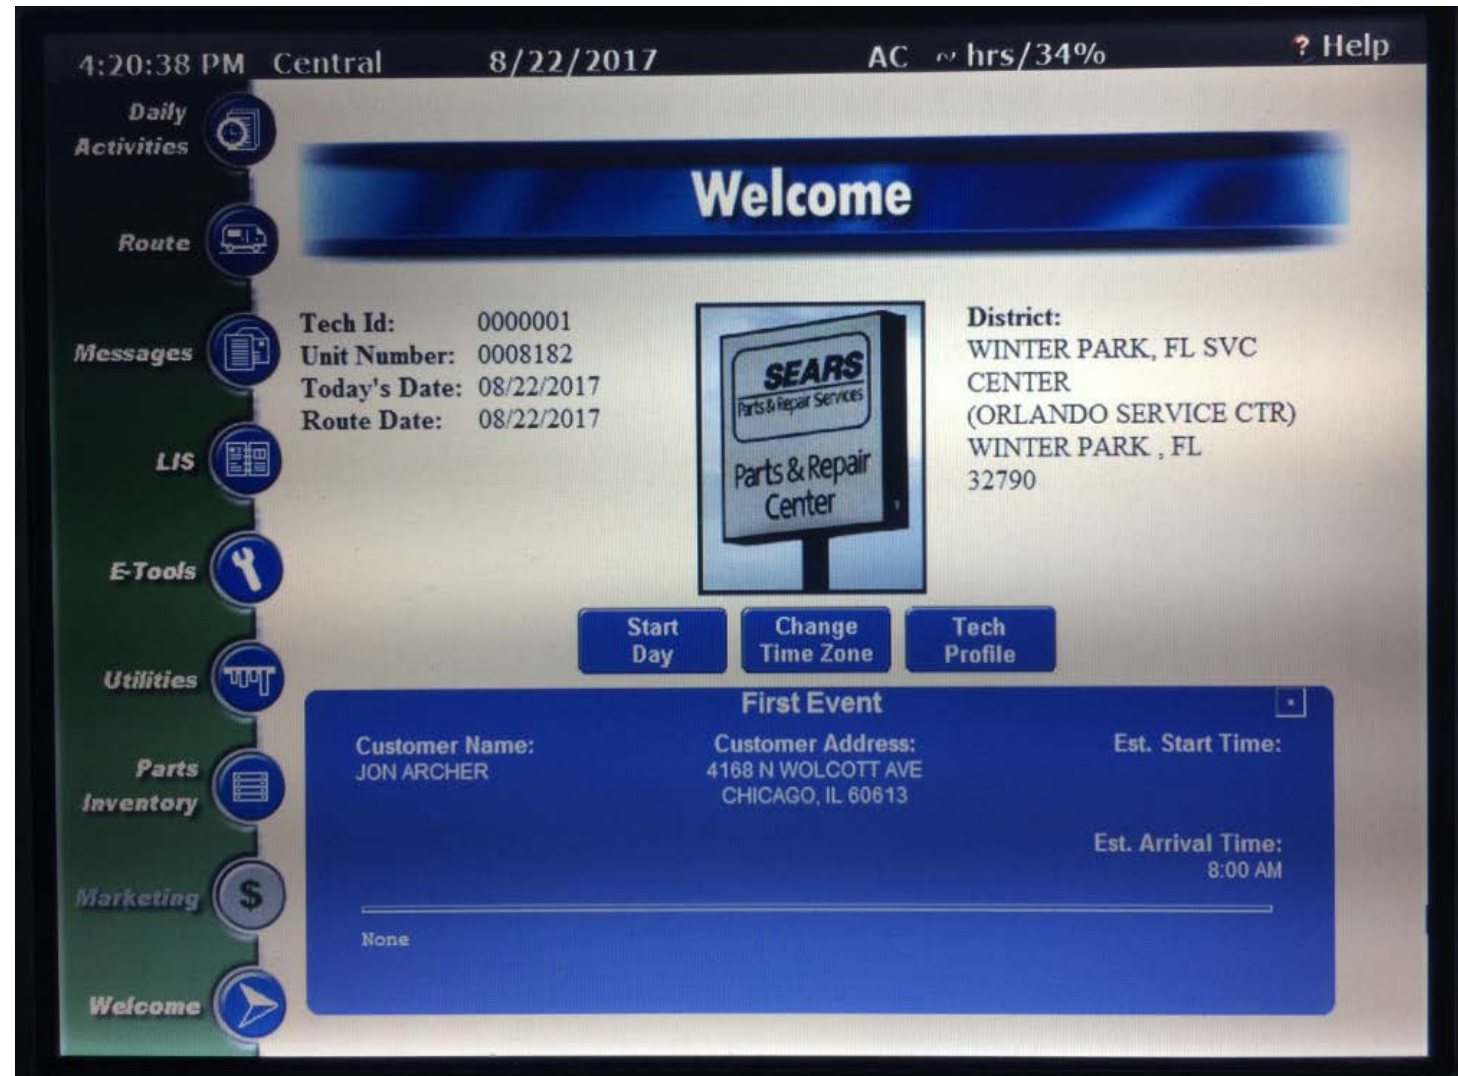 4:20:38 PM Central 8/22/2017 AC ~ hrs/34% ? Help
Daily
Activities
Route
Messages
LIS
E-Tools
Utilities
Parts
Inventory
Marketing
$
Welcome
Welcome
Tech Id: 0000001
Unit Number: 0008182
Today's Date: 08/22/2017
Route Date: 08/22/2017
SEARS
Parts & Repair Services
Parts & Repair
Center
District:
WINTER PARK, FL SVC
CENTER
(ORLANDO SERVICE CTR)
WINTER PARK , FL
32790
Start
Day
Change
Time Zone
Tech
Profile
First Event
Customer Name:
JON ARCHER
Customer Address:
4168 N WOLCOTT AVE
CHICAGO, IL 60613
Est. Start Time:
Est. Arrival Time:
8:00 AM
None